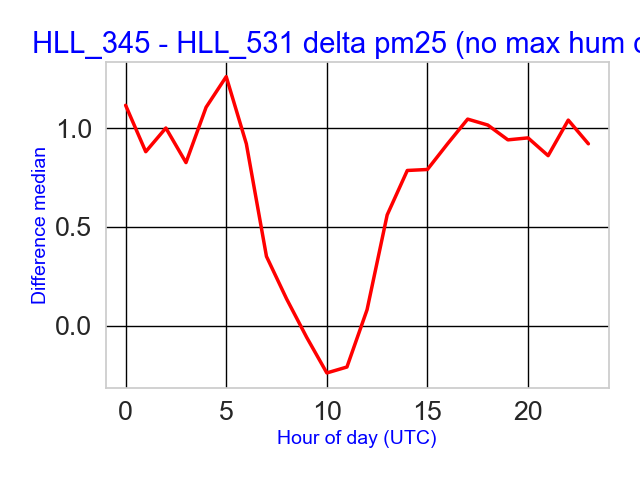 HLL_345 - HLL_531 delta pm25 (no max hum
Difference median
1.0
0.5
0.0
0 5 10 15 20
Hour of day (UTC)